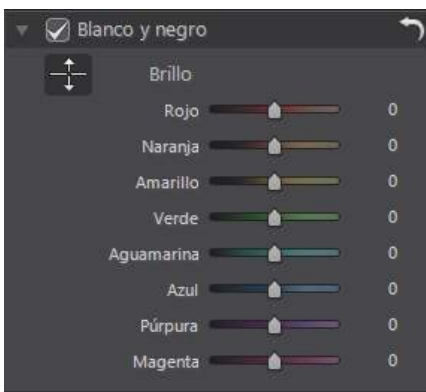 Blanco y negro
Brillo
Rojo 0
Naranja 0
Amarillo 0
Verde 0
Aguamarina 0
Azul 0
Púrpura 0
Magenta 0